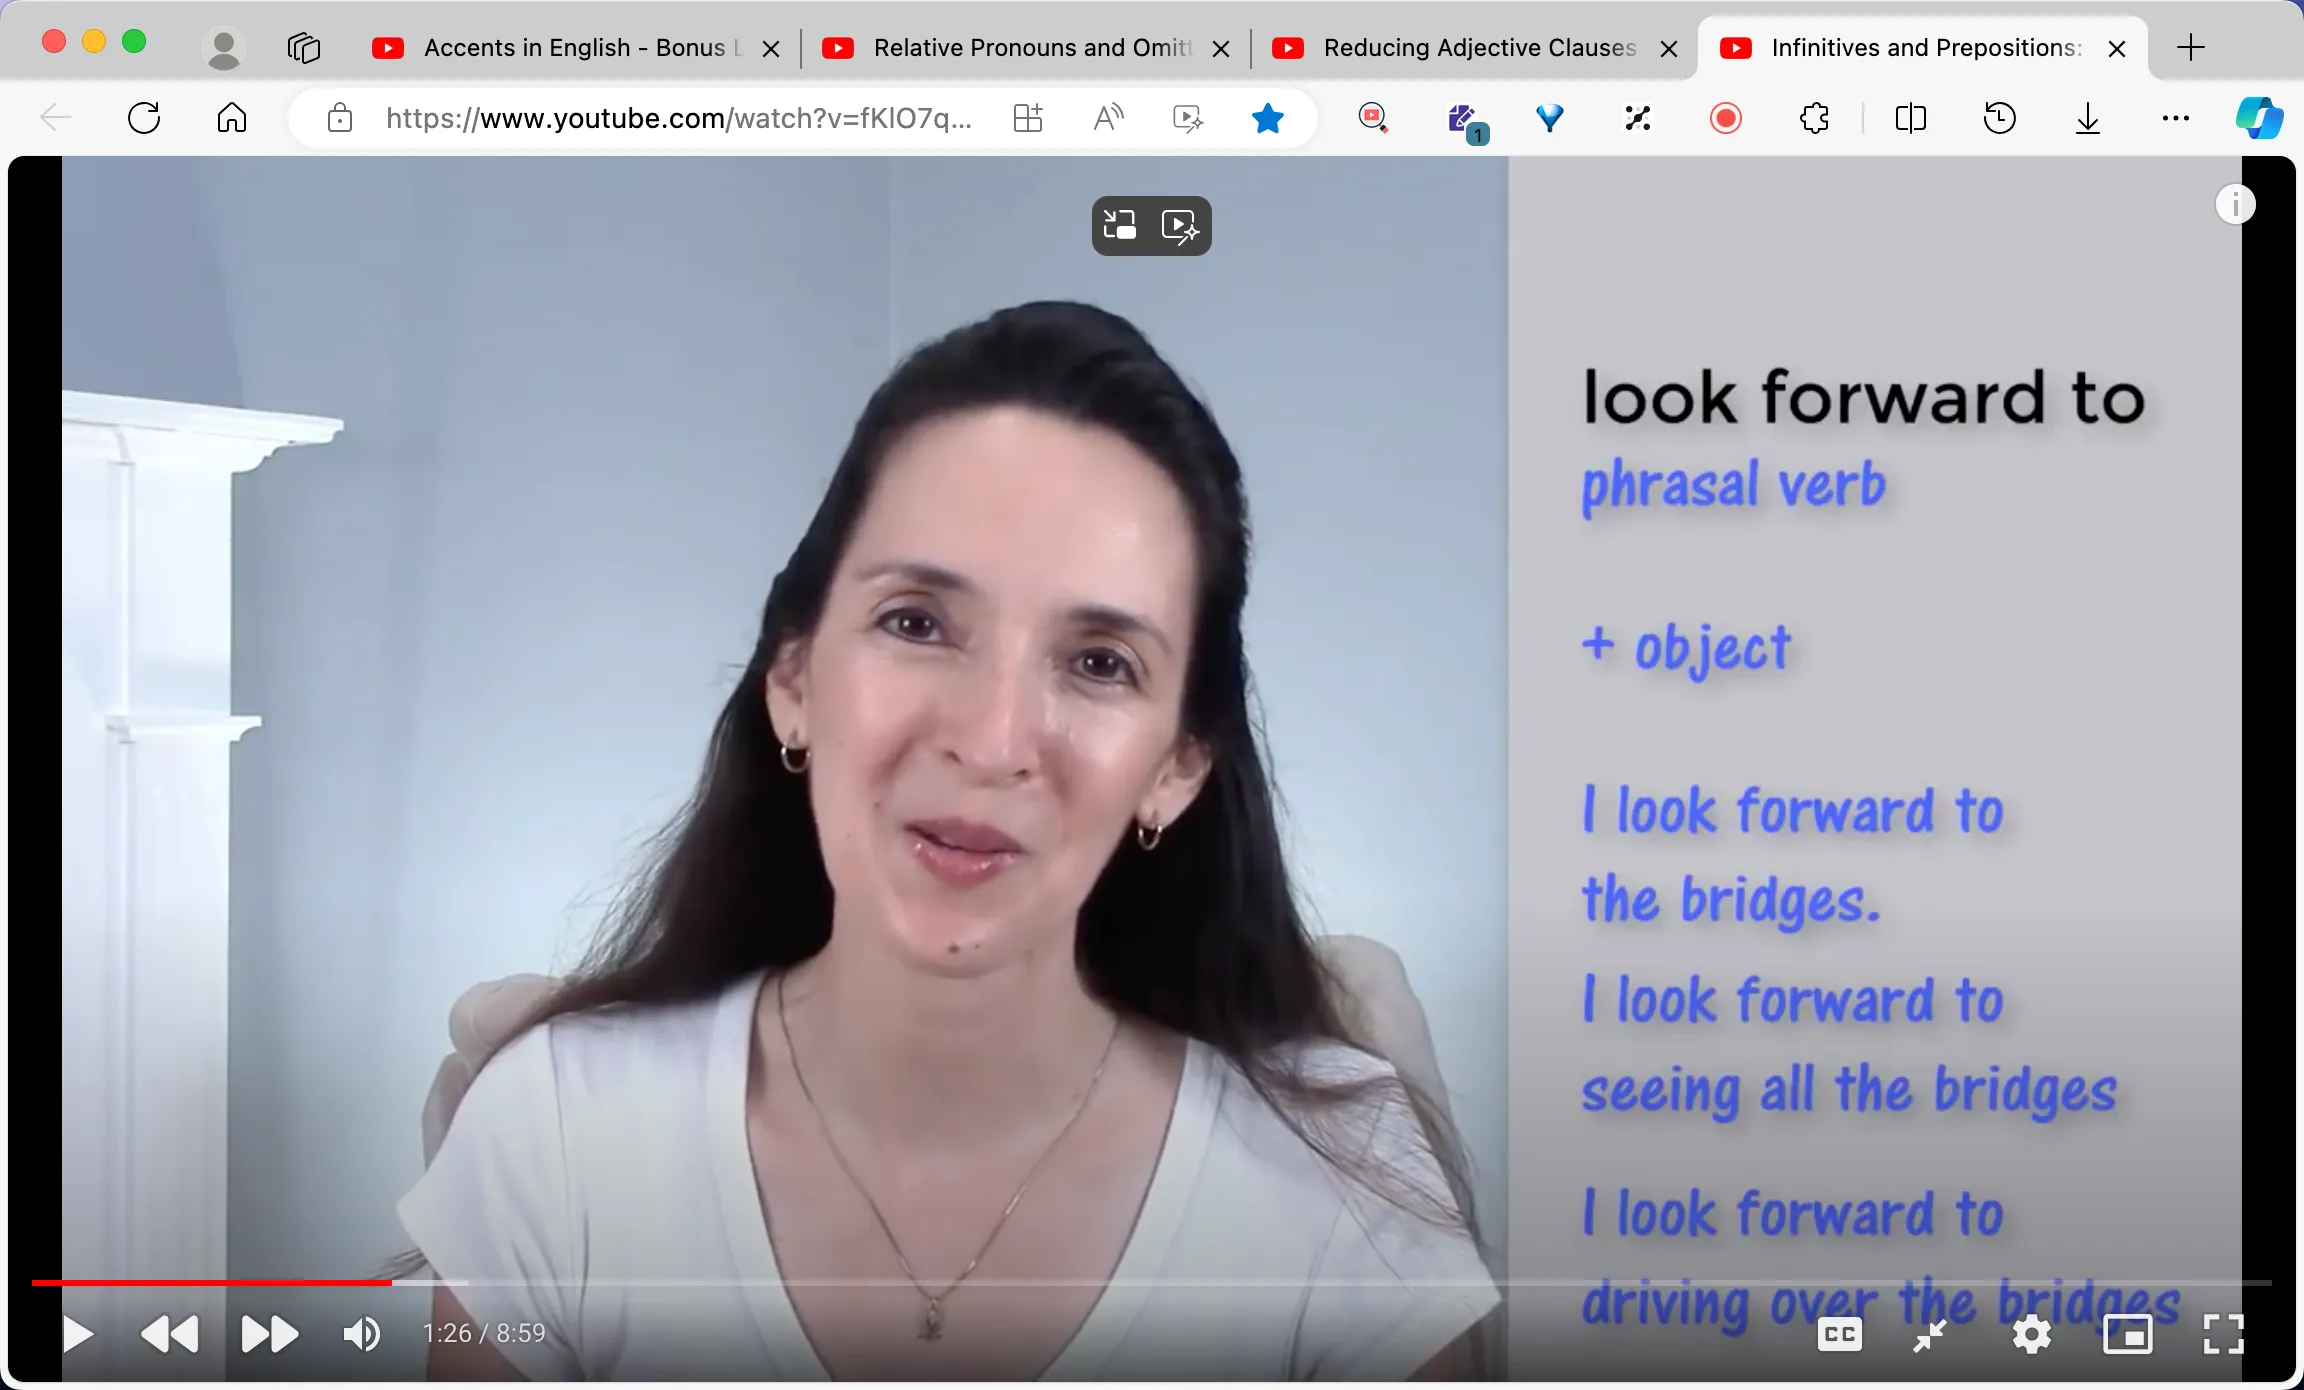 Accents in English - Bonus L
Relative Pronouns and Omitt
Reducing Adjective Clauses
Infinitives and Prepositions:
https://www.youtube.com/watch?v=fKlO7q...
1
look forward to
phrasal verb
+ object
I look forward to
the bridges.
I look forward to
seeing all the bridges
I look forward to
driving over the bridges
1:26 / 8:59
CC